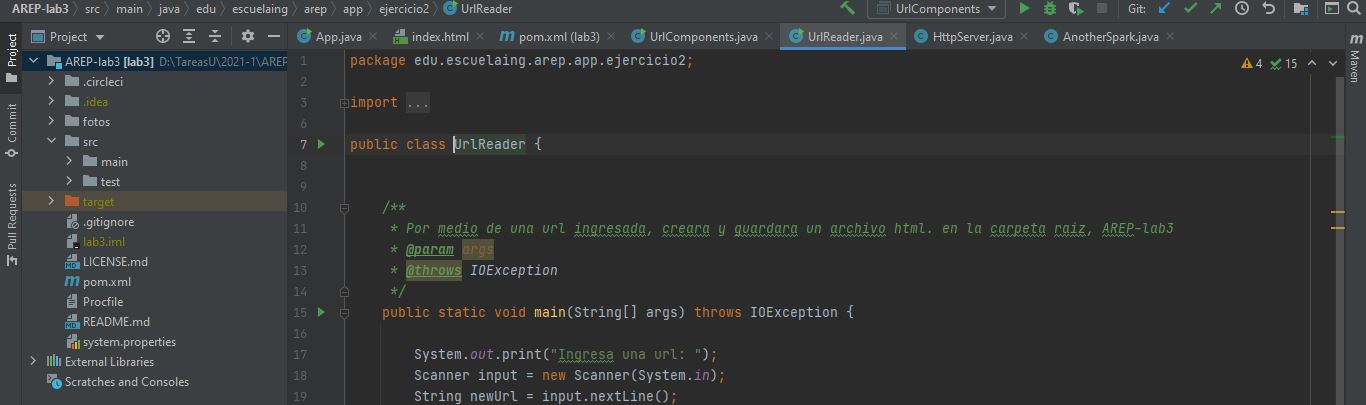 AREP-lab3 src main java edu escuelaing arep app ejercicio2 UrlReader UrlComponents Git:
Project App.java index.html pom.xml (lab3) UrlComponents.java UrlReader.java HttpServer.java AnotherSpark.java
Project
Commit
Pull Requests
Maven
AREP-lab3 [lab3] D:\TareasU\2021-1\AREP
.circleci
.idea
fotos
src
main
test
target
.gitignore
lab3.iml
LICENSE.md
pom.xml
Procfile
README.md
system.properties
External Libraries
Scratches and Consoles
4 15
1 package edu.escuelaing.arep.app.ejercicio2;
2
3 import ...
6
7 public class UrlReader {
8
9
10 /**
11 * Por medio de una url ingresada, creara y guardara un archivo html. en la carpeta raiz, AREP-lab3
12 * @param args
13 * @throws IOException
14 */
15 public static void main(String[] args) throws IOException {
16
17 System.out.print("Ingresa una url: ");
18 Scanner input = new Scanner(System.in);
19 String newUrl = input.nextLine();